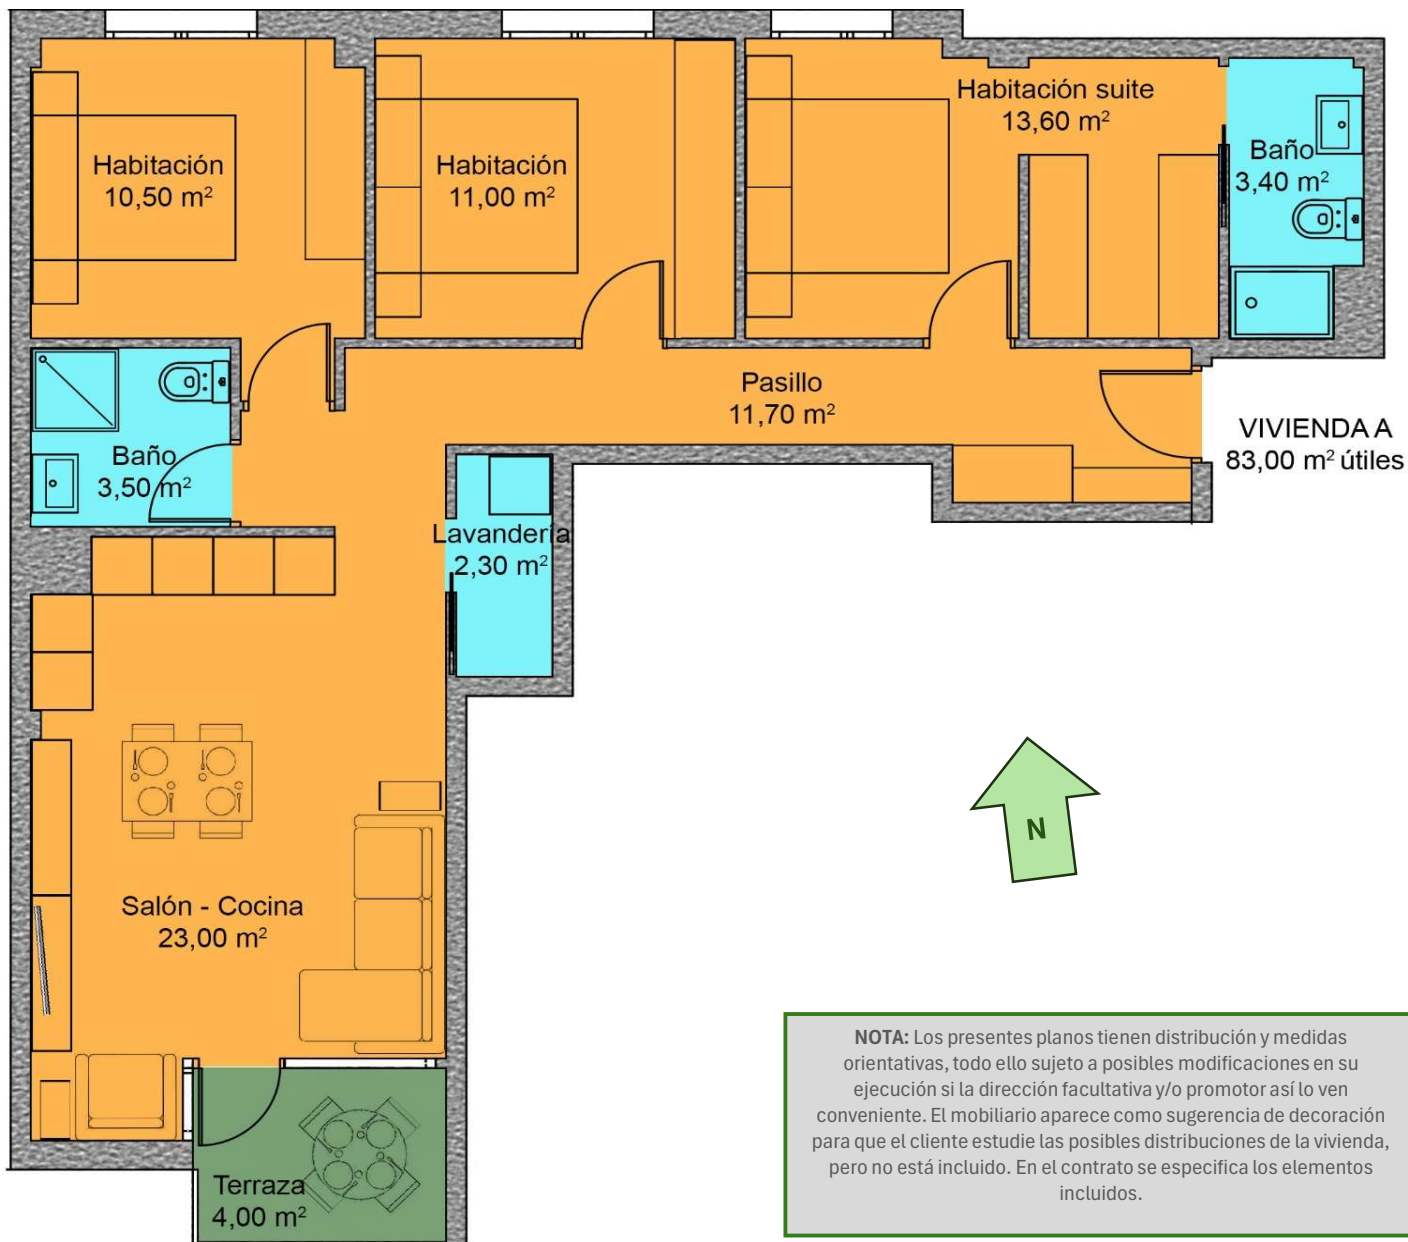 Habitación suite
13,60 m²
Habitación
10,50 m²
Habitación
11,00 m²
Baño
3,40 m²
Pasillo
11,70 m²
VIVIENDA A
83,00 m² útiles
Baño
3,50 m²
Lavandería
2,30 m²
N
Salón - Cocina
23,00 m²
Terraza
4,00 m²
NOTA: Los presentes planos tienen distribución y medidas
orientativas, todo ello sujeto a posibles modificaciones en su
ejecución si la dirección facultativa y/o promotor así lo ven
conveniente. El mobiliario aparece como sugerencia de decoración
para que el cliente estudie las posibles distribuciones de la vivienda,
pero no está incluido. En el contrato se especifica los elementos
incluidos.